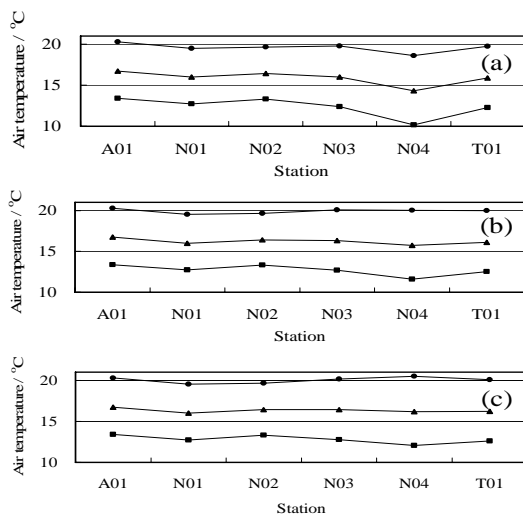 Air temperature / °C
20
15
10
(a)
A01 N01 N02 N03 N04 T01
Station
Air temperature / °C
20
15
10
(b)
A01 N01 N02 N03 N04 T01
Station
Air temperature / °C
20
15
10
(c)
A01 N01 N02 N03 N04 T01
Station